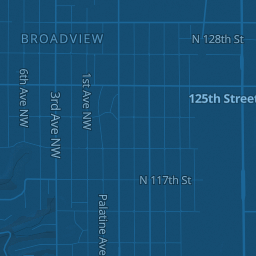 BROADVIEW
N 128th St
6th Ave NW
1st Ave NW
3rd Ave NW
125th Street
N 117th St
Palatine Ave